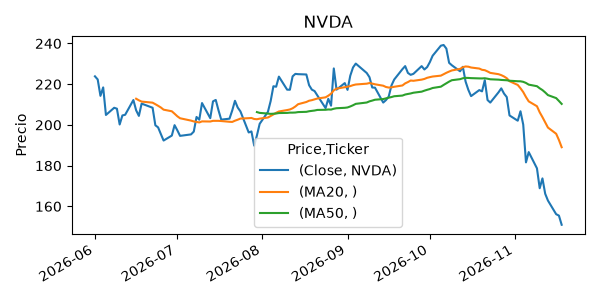 NVDA
Precio
240
220
200
180
160
Price,Ticker
(Close, NVDA)
(MA20, )
(MA50, )
2026-06
2026-07
2026-08
2026-09
2026-10
2026-11